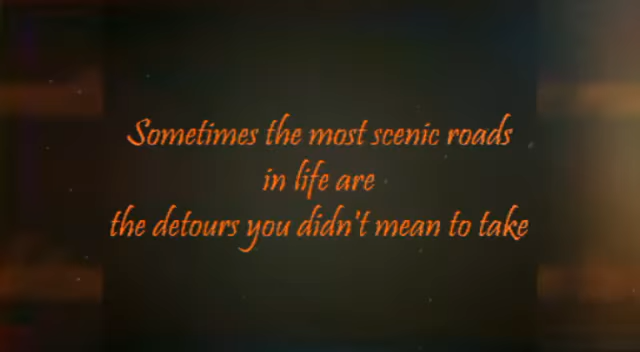 Sometimes the most scenic roads
in life are
the detours you didn't mean to take